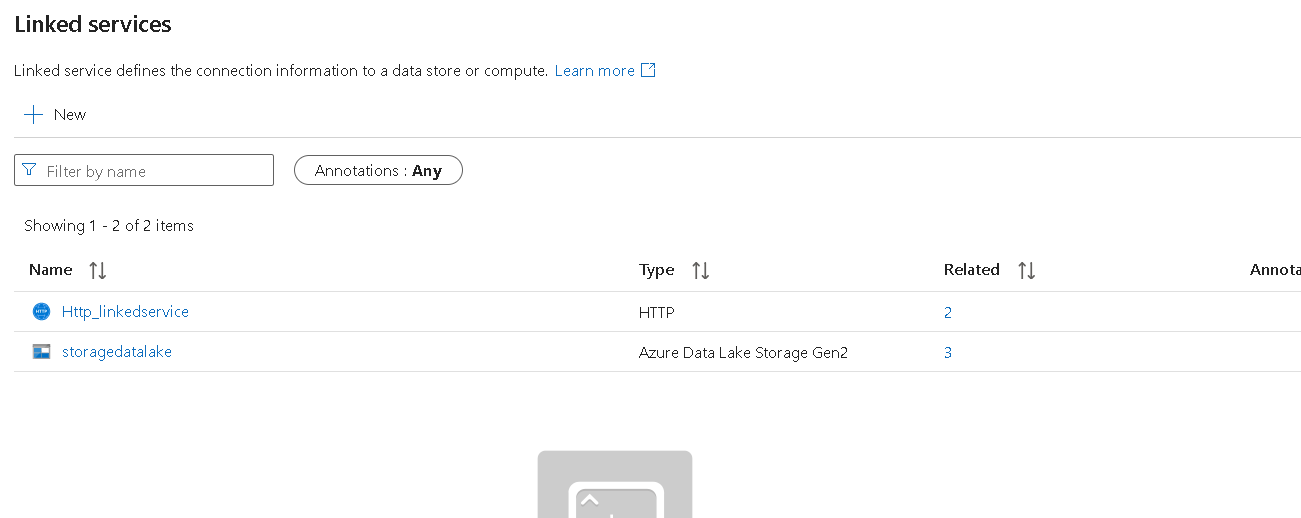 Linked services
Linked service defines the connection information to a data store or compute. Learn more
New
Filter by name
Annotations : Any
Showing 1 - 2 of 2 items
Name Type Related Annota
HTTP Http_linkedservice HTTP 2
storagedatalake Azure Data Lake Storage Gen2 3